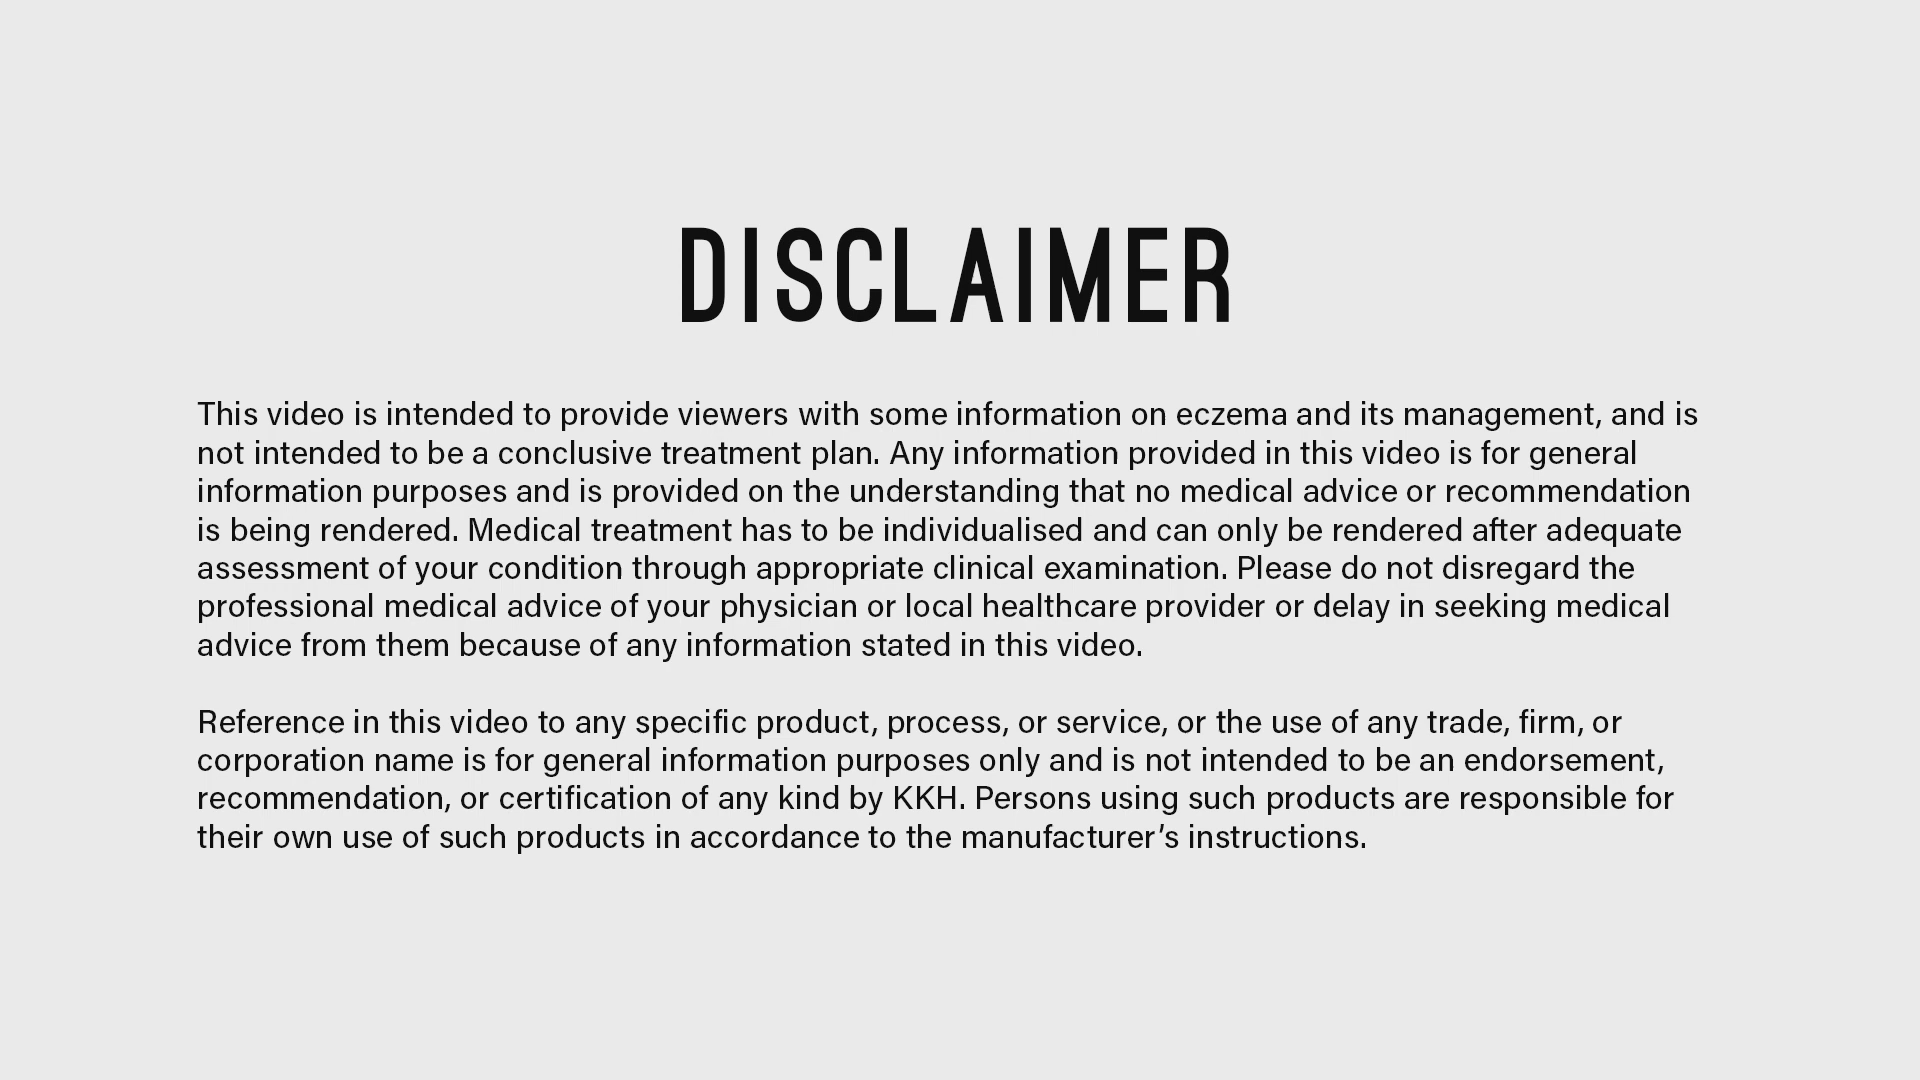 DISCLAIMER
This video is intended to provide viewers with some information on eczema and its management, and is
not intended to be a conclusive treatment plan. Any information provided in this video is for general
information purposes and is provided on the understanding that no medical advice or recommendation
is being rendered. Medical treatment has to be individualised and can only be rendered after adequate
assessment of your condition through appropriate clinical examination. Please do not disregard the
professional medical advice of your physician or local healthcare provider or delay in seeking medical
advice from them because of any information stated in this video.
Reference in this video to any specific product, process, or service, or the use of any trade, firm, or
corporation name is for general information purposes only and is not intended to be an endorsement,
recommendation, or certification of any kind by KKH. Persons using such products are responsible for
their own use of such products in accordance to the manufacturer’s instructions.